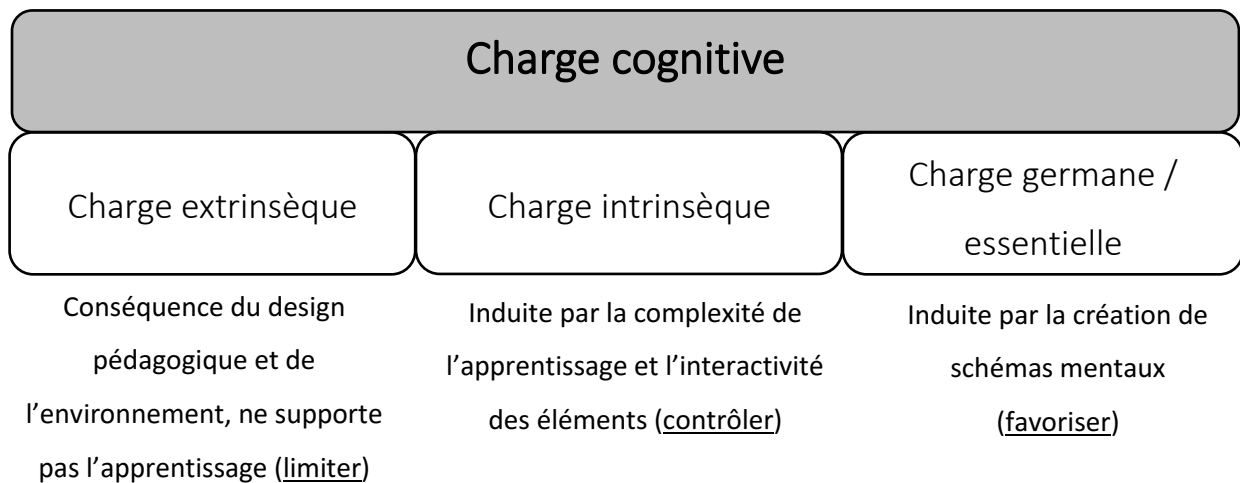 Charge cognitive
Charge extrinsèque
Charge intrinsèque
Charge germane /
essentielle
Conséquence du design
pédagogique et de
l’environnement, ne supporte
pas l’apprentissage (limiter)
Induite par la complexité de
l’apprentissage et l’interactivité
des éléments (contrôler)
Induite par la création de
schémas mentaux
(favoriser)